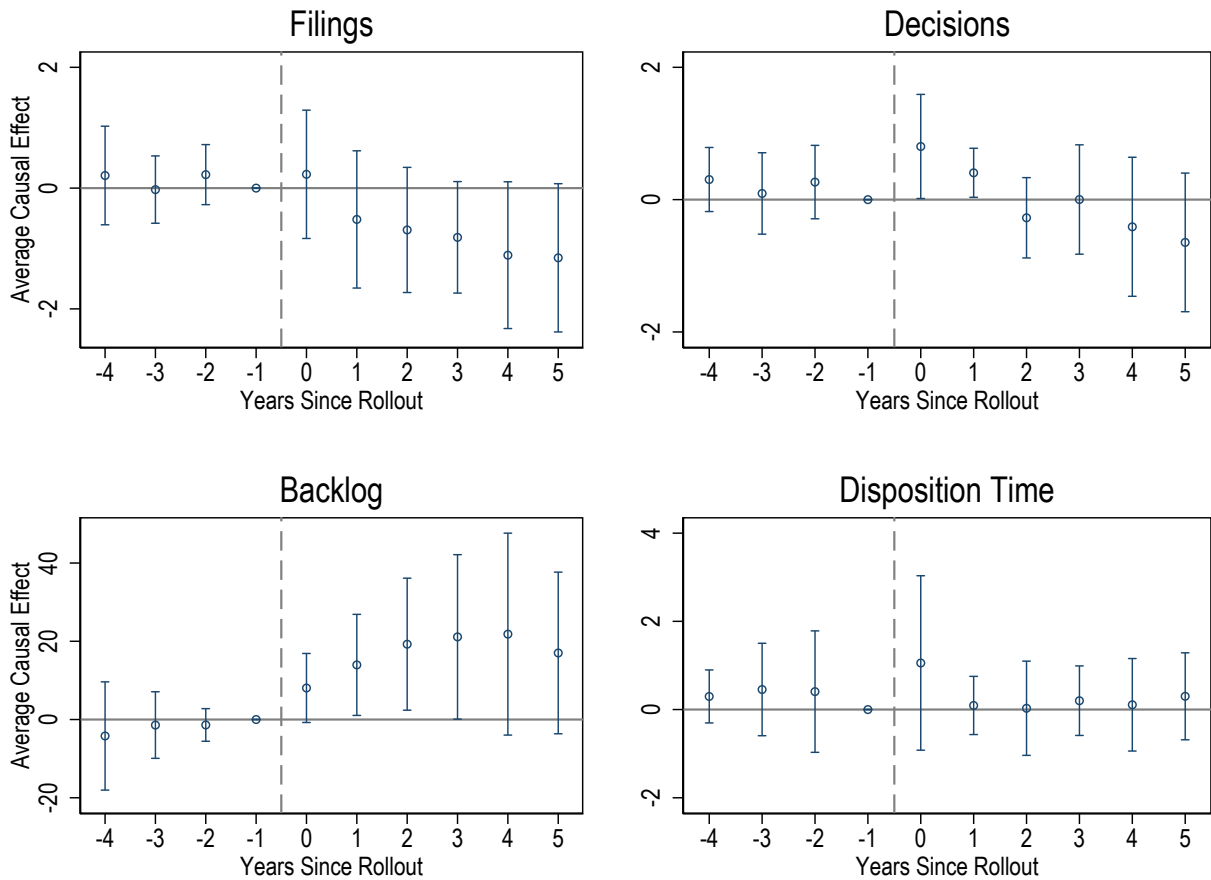 Filings
Average Causal Effect
2
0
-2
-4 -3 -2 -1 0 1 2 3 4 5
Years Since Rollout
Decisions
2
0
-2
-4 -3 -2 -1 0 1 2 3 4 5
Years Since Rollout
Backlog
Average Causal Effect
40
20
0
-20
-4 -3 -2 -1 0 1 2 3 4 5
Years Since Rollout
Disposition Time
4
2
0
-2
-4 -3 -2 -1 0 1 2 3 4 5
Years Since Rollout